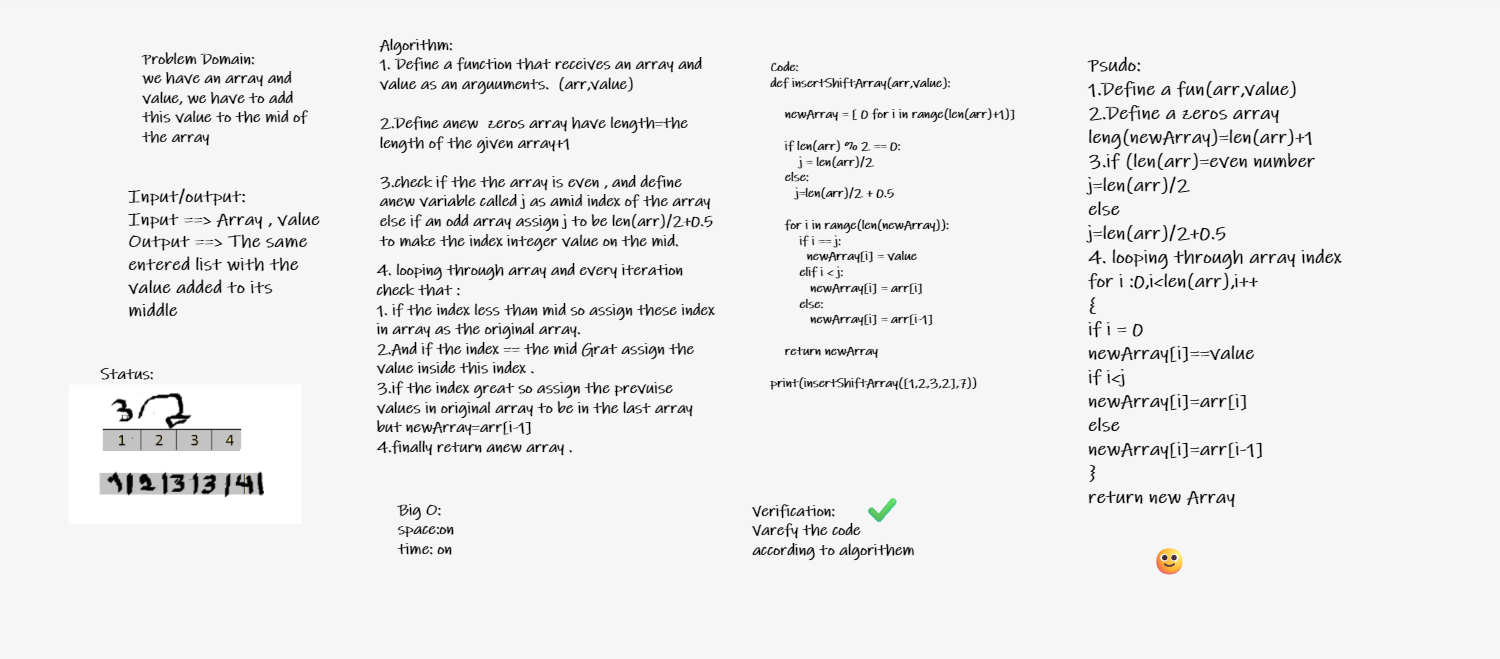 Problem Domain:
we have an array and
value, we have to add
this value to the mid of
the array
Input/output:
Input ==> Array , value
Output ==> The same
entered list with the
value added to its
middle
Status:
3 2
1 2 3 4
1|2|3|3|4|
Algorithm:
1. Define a function that receives an array and
value as an arguuments. (arr,value)
2.Define anew zeros array have length=the
length of the given array+1
3.check if the the array is even , and define
anew variable called j as amid index of the array
else if an odd array assign j to be len(arr)/2+0.5
to make the index integer value on the mid.
4. looping through array and every iteration
check that :
1. if the index less than mid so assign these index
in array as the original array.
2.And if the index == the mid Grat assign the
value inside this index .
3.if the index great so assign the prevuise
values in original array to be in the last array
but newArray=arr[i-1]
4.finally return anew array .
Big O:
space:on
time: on
Code:
def insertShiftArray(arr,value):
newArray = [ 0 for i in range(len(arr)+1)]
if len(arr) % 2 == 0:
j = len(arr)/2
else:
j=len(arr)/2 + 0.5
for i in range(len(newArray)):
if i == j:
newArray[i] = value
elif i < j:
newArray[i] = arr[i]
else:
newArray[i] = arr[i-1]
return newArray
print(insertShiftArray([1,2,3,2],7))
Verification:
Varefy the code
according to algorithem
Psudo:
1.Define a fun(arr,value)
2.Define a zeros array
leng(newArray)=len(arr)+1
3.if (len(arr)=even number
j=len(arr)/2
else
j=len(arr)/2+0.5
4. looping through array index
for i :0,i<len(arr),i++
{
if i = 0
newArray[i]==value
if i<j
newArray[i]=arr[i]
else
newArray[i]=arr[i-1]
}
return new Array